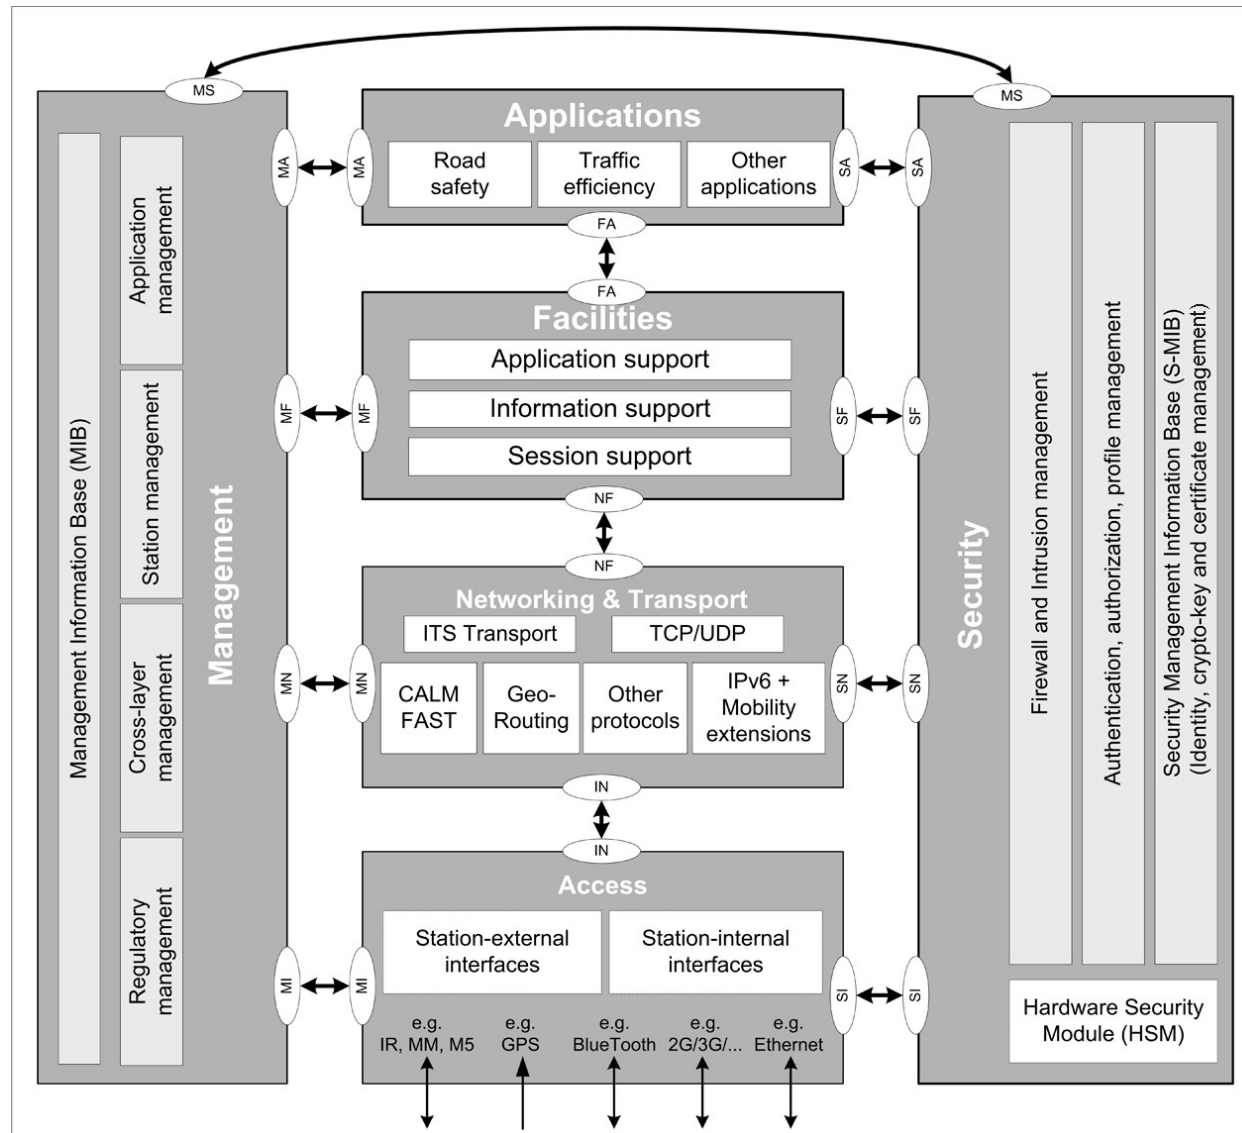 MS
MS
Management
Management Information Base (MIB)
Application
management
Station management
Cross-layer
management
Regulatory
management
MA
MA
MF
MF
MN
MN
MI
MI
Applications
Road
safety
Traffic
efficiency
Other
applications
FA
FA
Facilities
Application support
Information support
Session support
NF
NF
Networking & Transport
ITS Transport
TCP/UDP
CALM
FAST
Geo-
Routing
Other
protocols
IPv6 +
Mobility
extensions
IN
IN
Access
Station-external
interfaces
Station-internal
interfaces
e.g.
IR, MM, M5
e.g.
GPS
e.g.
BlueTooth
e.g.
2G/3G/...
e.g.
Ethernet
SA
SA
SF
SF
SN
SN
SI
SI
Security
Firewall and Intrusion management
Authentication, authorization, profile management
Security Management Information Base (S-MIB)
(Identity, crypto-key and certificate management)
Hardware Security
Module (HSM)